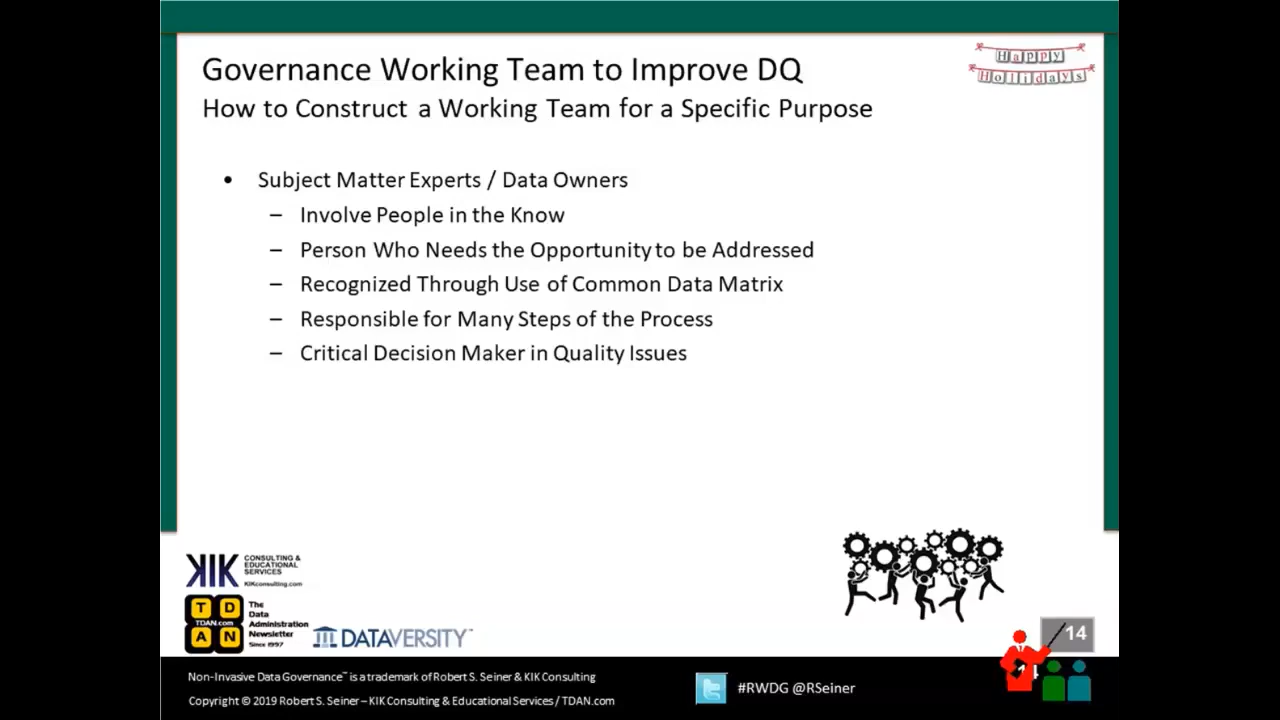 Governance Working Team to Improve DQ
Happy
Holidays
How to Construct a Working Team for a Specific Purpose
• Subject Matter Experts / Data Owners
– Involve People in the Know
– Person Who Needs the Opportunity to be Addressed
– Recognized Through Use of Common Data Matrix
– Responsible for Many Steps of the Process
– Critical Decision Maker in Quality Issues
KIK CONSULTING &
EDUCATIONAL
SERVICES
KIKconsulting.com
T D
TDAN.com
A N
The
Data
Administration
Newsletter
Since 1997
DATAVERSITY™
14
Non-Invasive Data Governance™ is a trademark of Robert S. Seiner & KIK Consulting
Copyright © 2019 Robert S. Seiner – KIK Consulting & Educational Services / TDAN.com
#RWDG @RSeiner